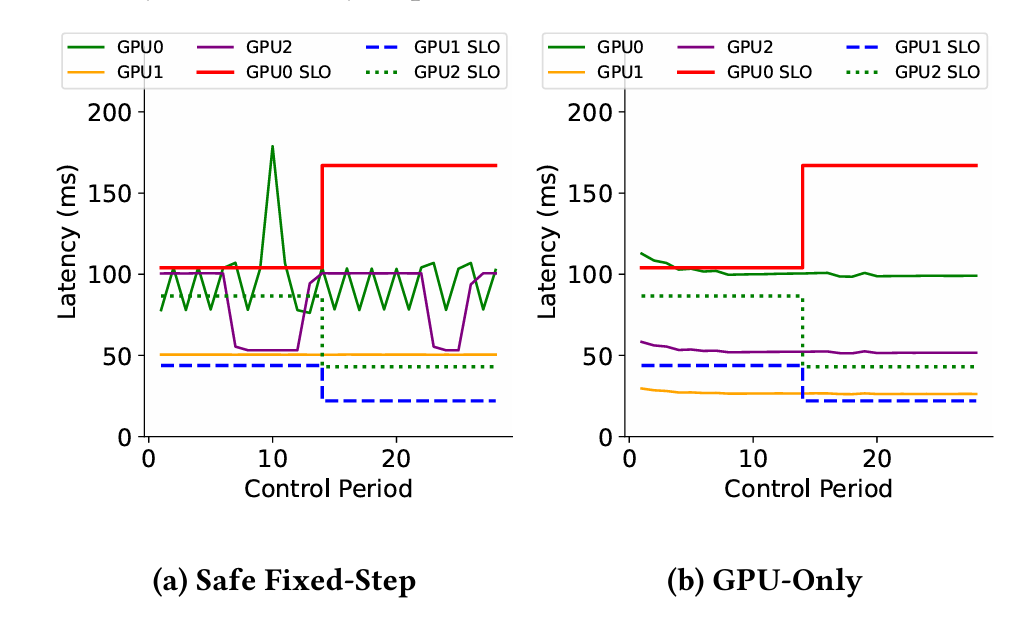 GPU0 GPU2 GPU1 SLO
GPU1 GPU0 SLO GPU2 SLO
200
150
100
50
0
Latency (ms)
0 10 20
Control Period
(a) Safe Fixed-Step
GPU0 GPU2 GPU1 SLO
GPU1 GPU0 SLO GPU2 SLO
200
150
100
50
0
Latency (ms)
0 10 20
Control Period
(b) GPU-Only